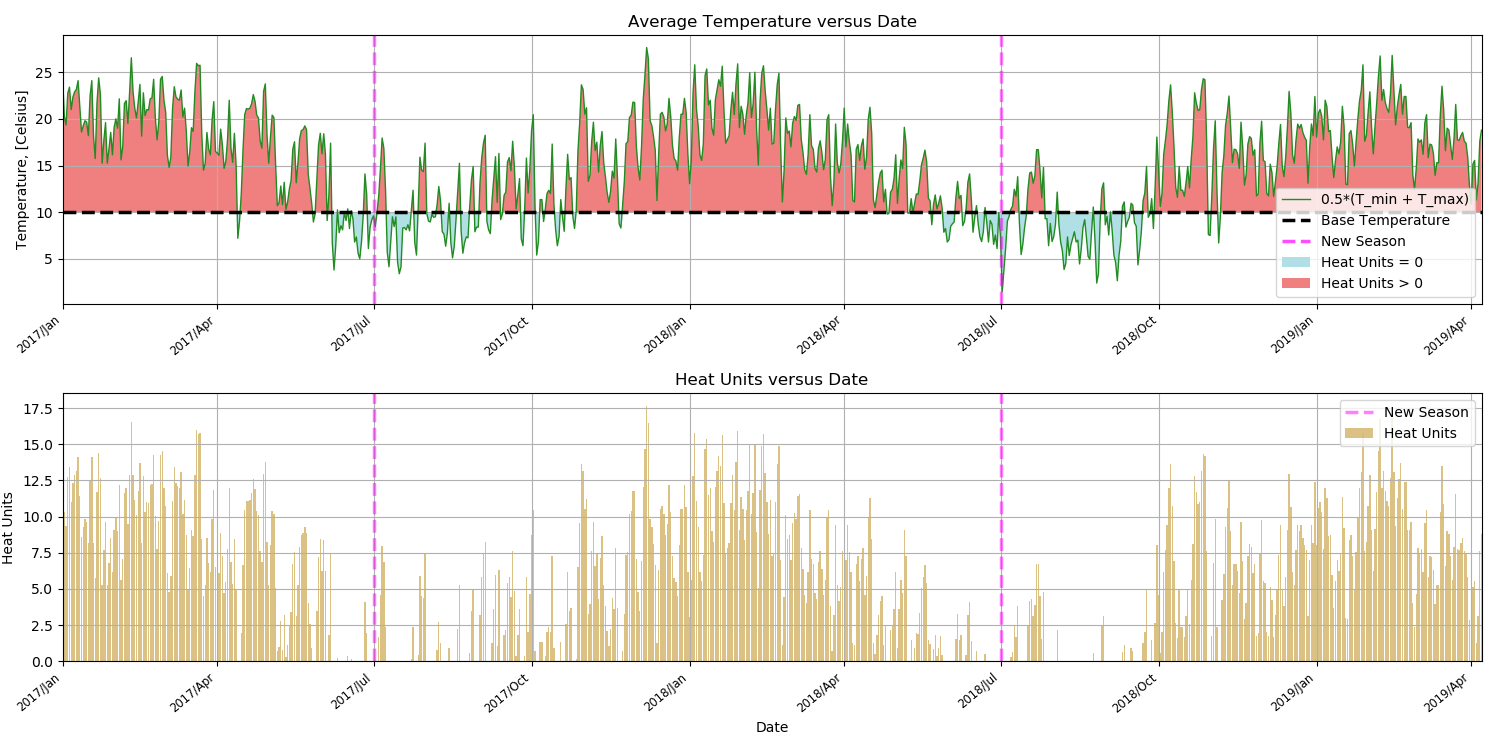 Average Temperature versus Date
Temperature, [Celsius]
25
20
15
10
5
0.5*(T_min + T_max)
Base Temperature
New Season
Heat Units = 0
Heat Units > 0
2017/Jan
2017/Apr
2017/Jul
2017/Oct
2018/Jan
2018/Apr
2018/Jul
2018/Oct
2019/Jan
2019/Apr
Heat Units versus Date
Heat Units
17.5
15.0
12.5
10.0
7.5
5.0
2.5
0.0
New Season
Heat Units
2017/Jan
2017/Apr
2017/Jul
2017/Oct
2018/Jan
2018/Apr
2018/Jul
2018/Oct
2019/Jan
2019/Apr
Date